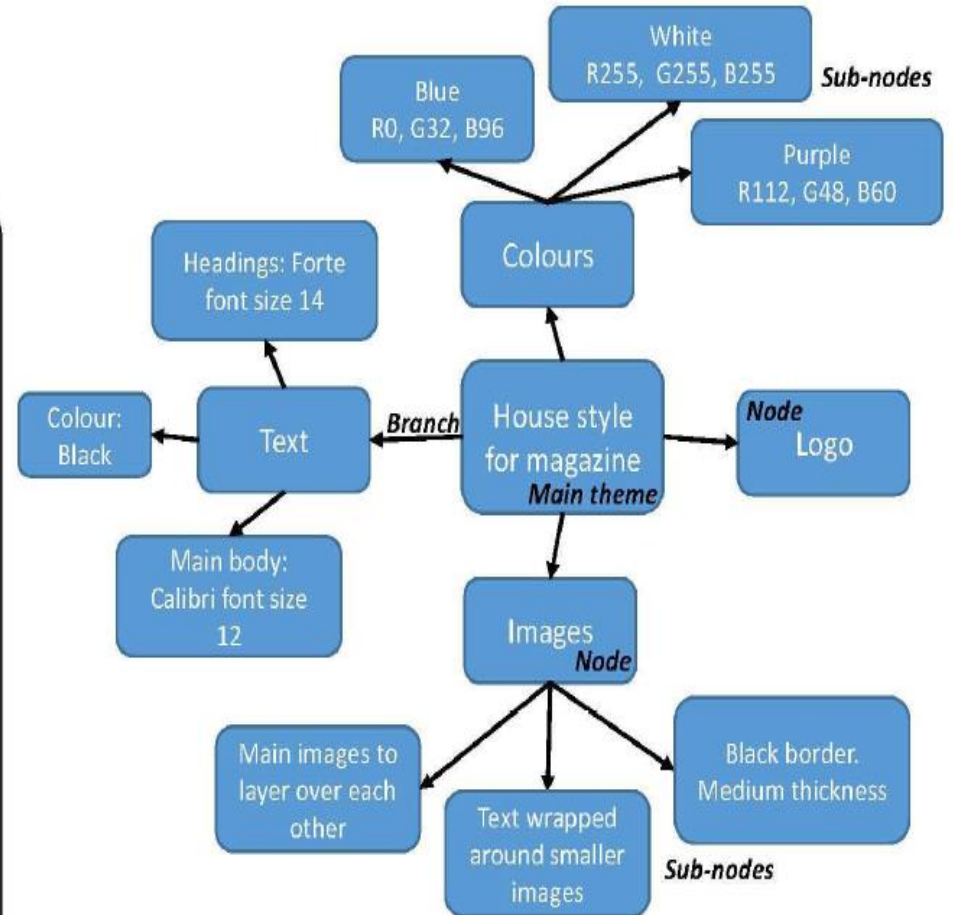 White
R255, G255, B255
Sub-nodes
Blue
R0, G32, B96
Purple
R112, G48, B60
Colours
Headings: Forte
font size 14
Colour:
Black
Text
Branch
House style
for magazine
Main theme
Node
Logo
Main body:
Calibri font size
12
Images
Node
Main images to
layer over each
other
Text wrapped
around smaller
images
Black border.
Medium thickness
Sub-nodes